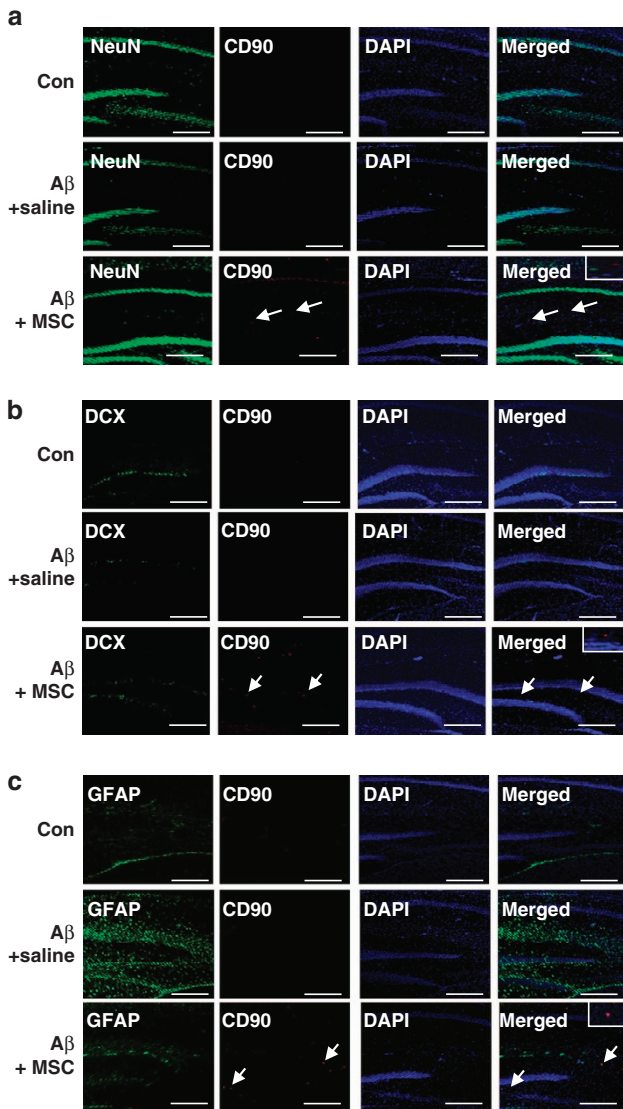 a
NeuN CD90 DAPI Merged
Con
NeuN CD90 DAPI Merged
Aβ
+saline
NeuN CD90 DAPI Merged
Aβ
+ MSC
b
DCX CD90 DAPI Merged
Con
DCX CD90 DAPI Merged
Aβ
+saline
DCX CD90 DAPI Merged
Aβ
+ MSC
c
GFAP CD90 DAPI Merged
Con
GFAP CD90 DAPI Merged
Aβ
+saline
GFAP CD90 DAPI Merged
Aβ
+ MSC